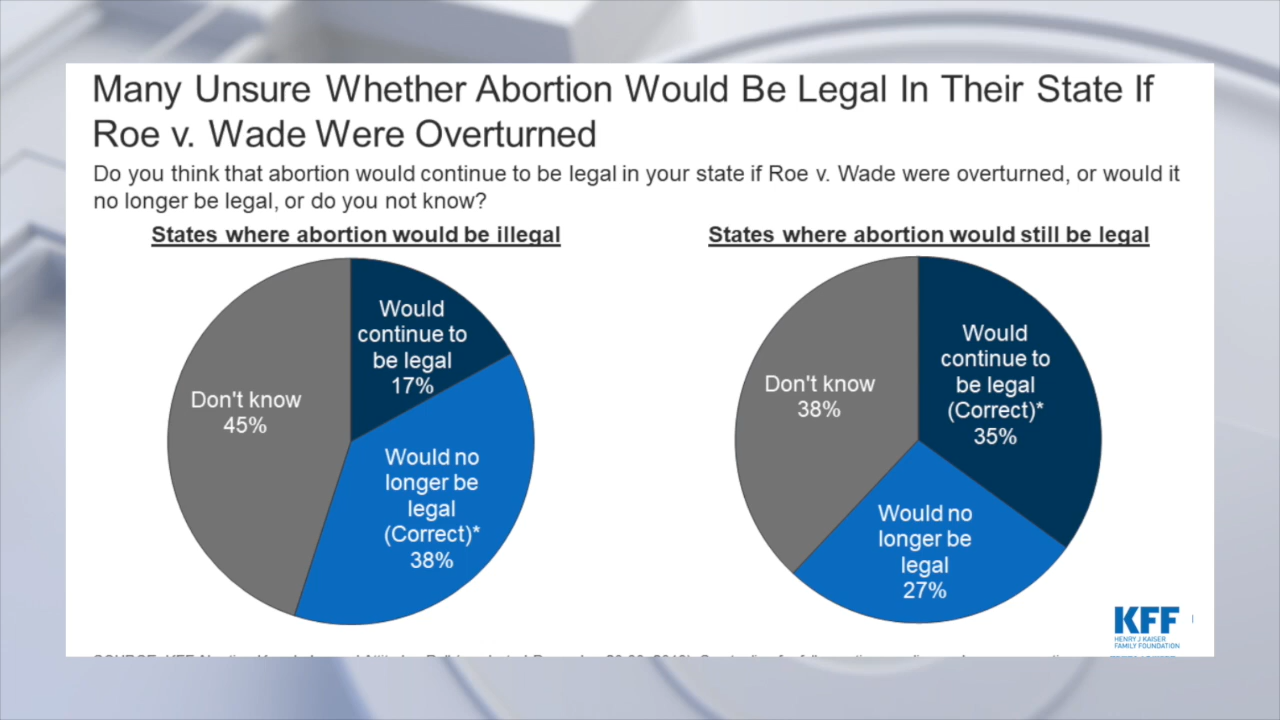 Many Unsure Whether Abortion Would Be Legal In Their State If
Roe v. Wade Were Overturned
Do you think that abortion would continue to be legal in your state if Roe v. Wade were overturned, or would it
no longer be legal, or do you not know?
States where abortion would be illegal
Would
continue to
be legal
17%
Don't know
45%
Would no
longer be
legal
(Correct)*
38%
States where abortion would still be legal
Would
continue to
be legal
(Correct)*
35%
Don't know
38%
Would no
longer be
legal
27%
KFF
HENRY J KAISER
FAMILY FOUNDATION